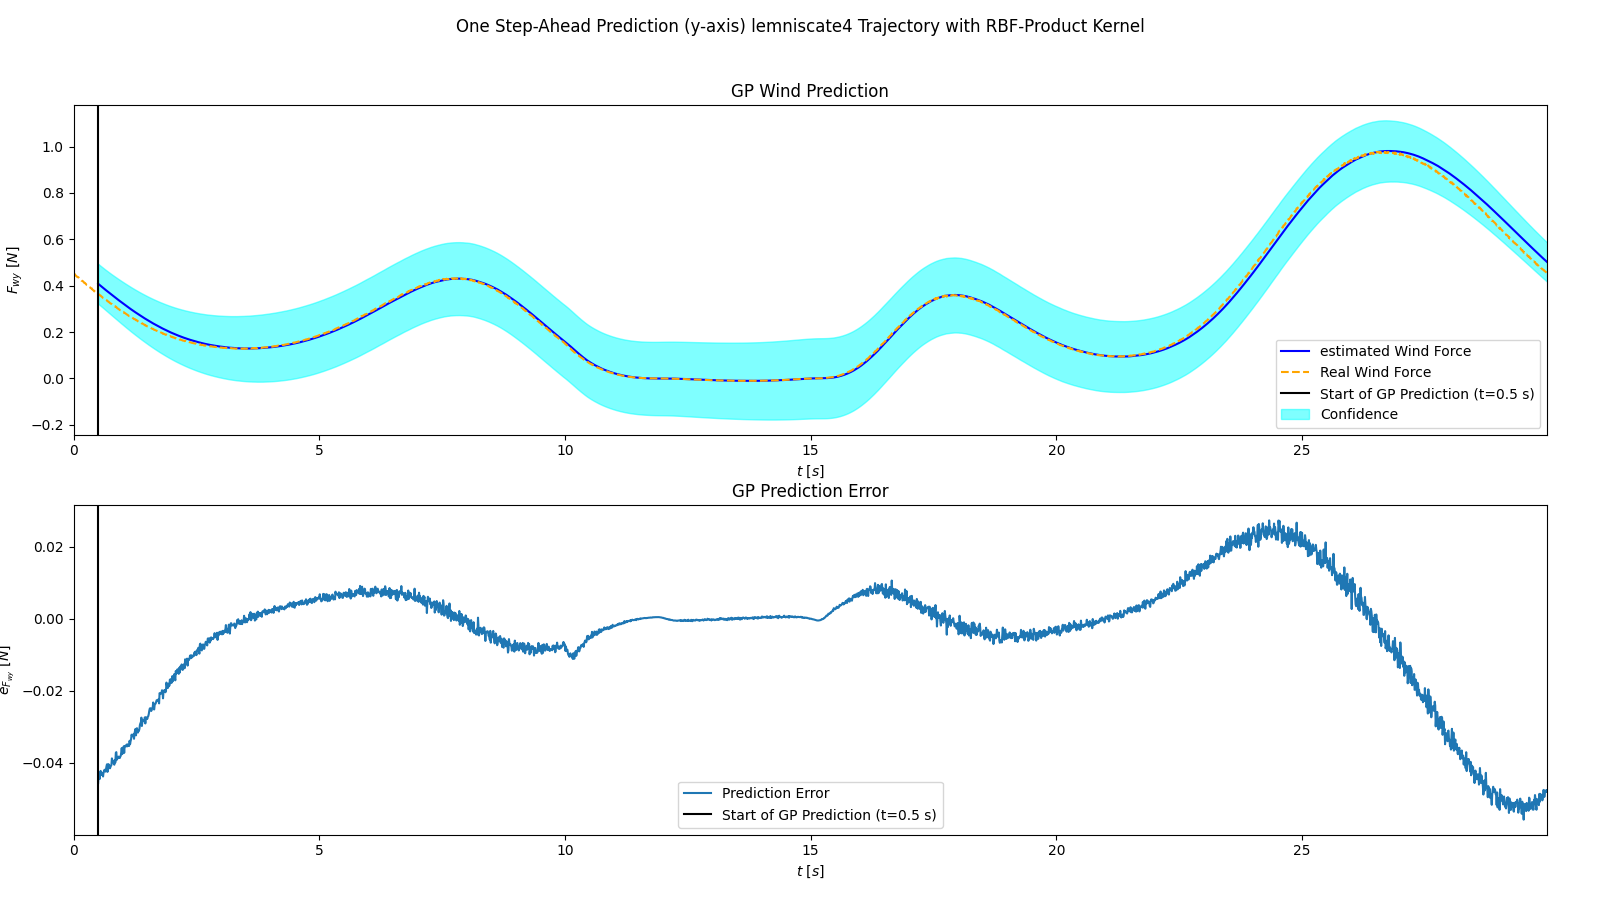 One Step-Ahead Prediction (y-axis) lemniscate4 Trajectory with RBF-Product Kernel
GP Wind Prediction
1.0
0.8
0.6
0.4
0.2
0.0
−0.2
F_wy [N]
estimated Wind Force
Real Wind Force
Start of GP Prediction (t=0.5 s)
Confidence
0 5 10 15 20 25
t [s]
GP Prediction Error
0.02
0.00
−0.02
−0.04
e_F_wy [N]
Prediction Error
Start of GP Prediction (t=0.5 s)
0 5 10 15 20 25
t [s]